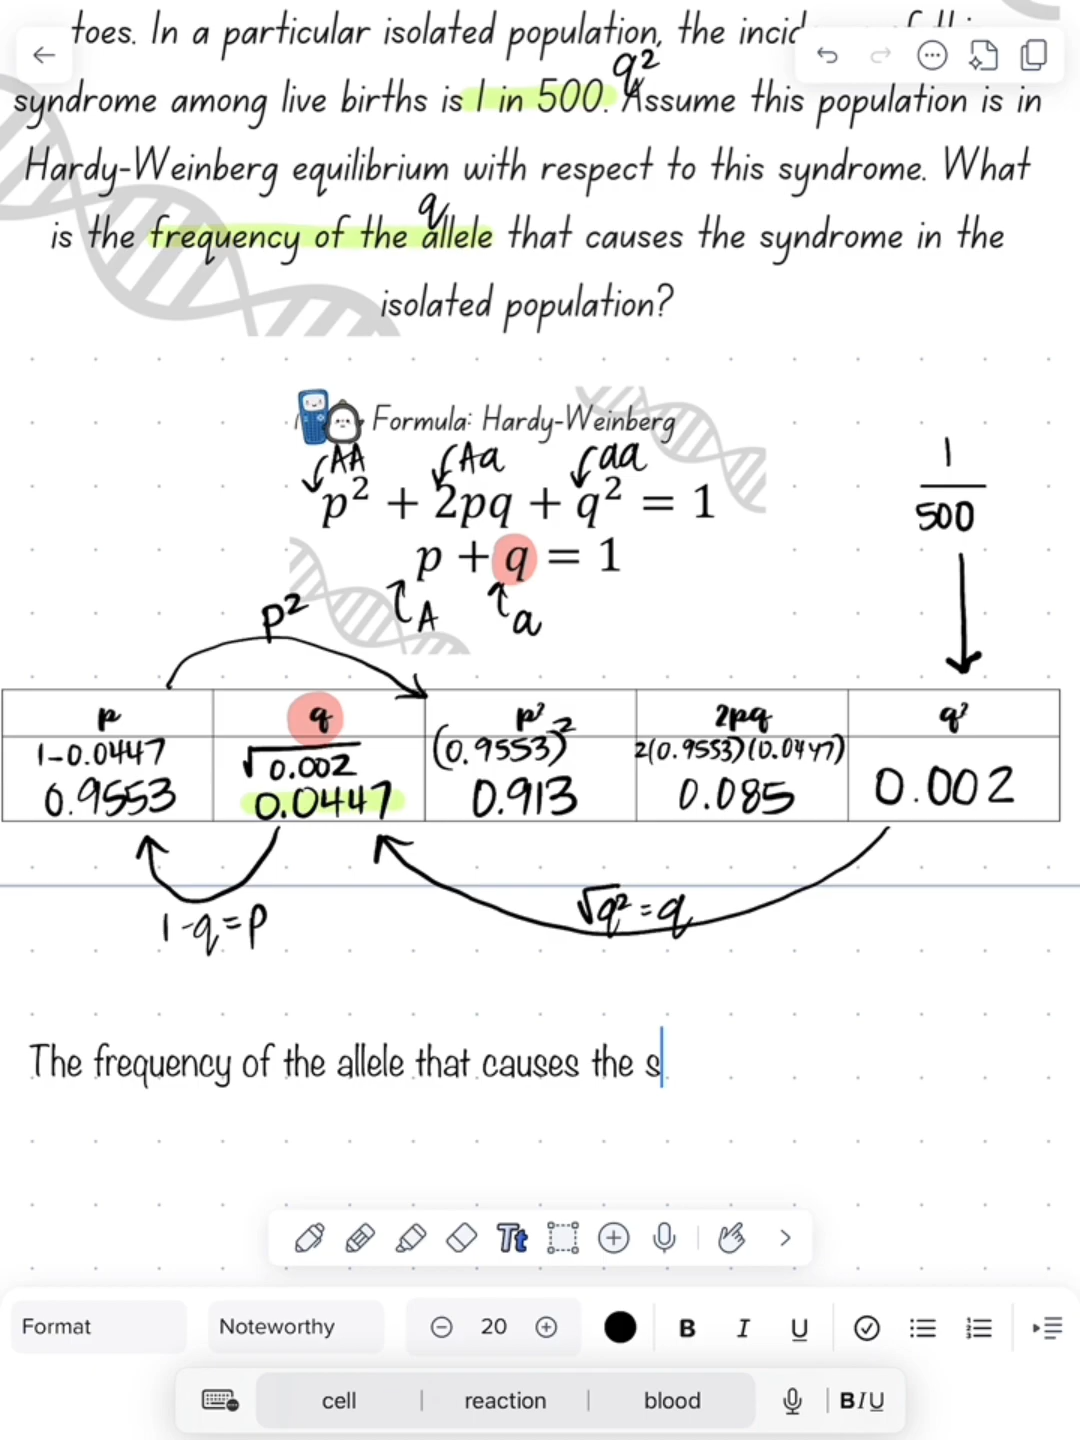 toes. In a particular isolated population, the
q²
syndrome among live births is 1 in 500. Assume this population is in
Hardy-Weinberg equilibrium with respect to this syndrome. What
q
is the frequency of the allele that causes the syndrome in the
isolated population?
Formula: Hardy-Weinberg
AA Aa aa
p² + 2pq + q² = 1
p + q = 1
A a
1
500
p²
p q p² 2pq q²
1-0.0447 √0.002 (0.9553)² 2(0.9553)(0.0447)
0.9553 0.0447 0.913 0.085 0.002
1-q=p √q²=q
The frequency of the allele that causes the s
Tt
Format Noteworthy 20 B I U
cell reaction blood BIU